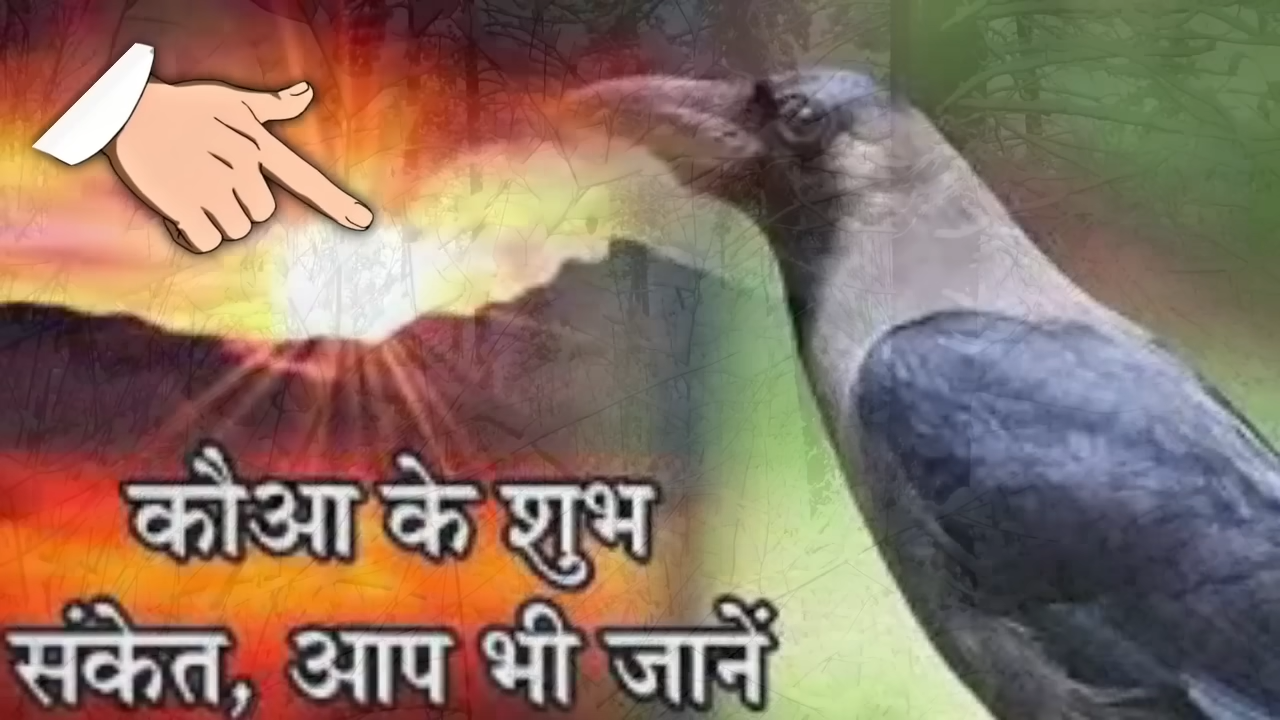 कौआ के शुभ
संकेत, आप भी जानें